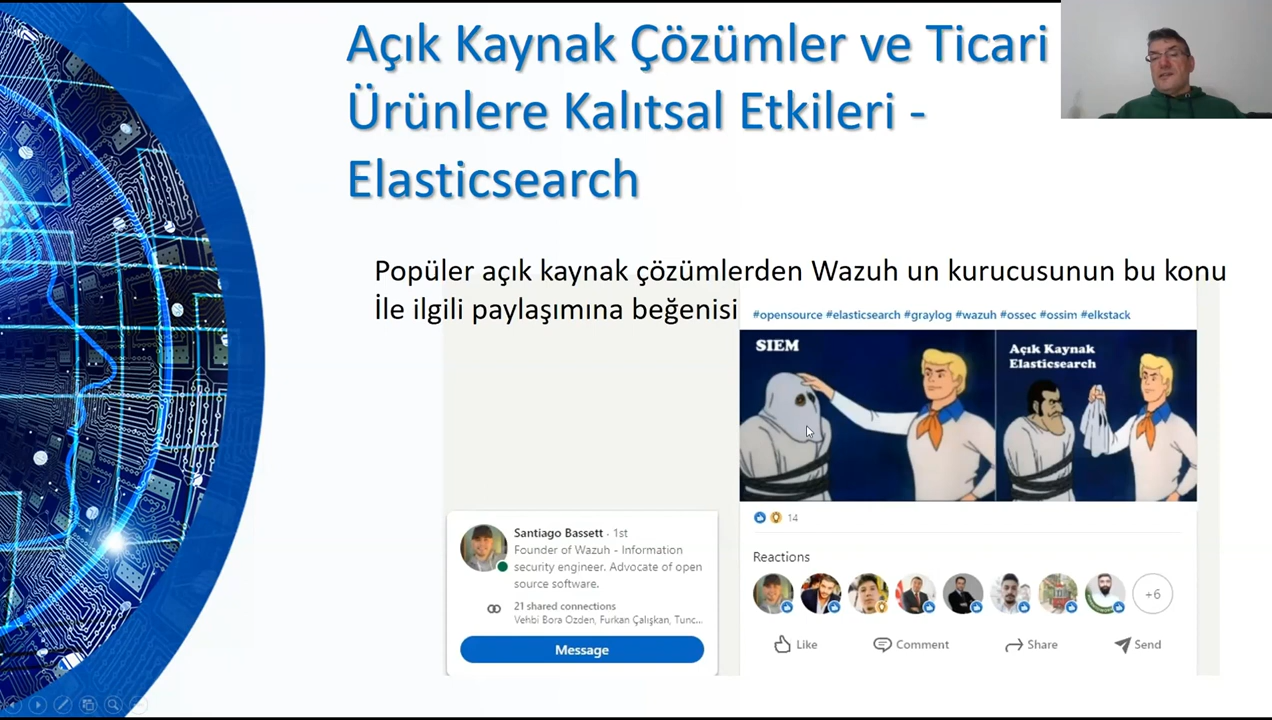 Açık Kaynak Çözümler ve Ticari
Ürünlere Kalıtsal Etkileri -
Elasticsearch
Popüler açık kaynak çözümlerden Wazuh un kurucusunun bu konu
İle ilgili paylaşımına beğenisi
#opensource #elasticsearch #graylog #wazuh #ossec #ossim #elkstack
SIEM
Açık Kaynak
Elasticsearch
14
Reactions
+6
Like
Comment
Share
Send
Santiago Bassett · 1st
Founder of Wazuh - Information
security engineer. Advocate of open
source software.
21 shared connections
Vehbi Bora Ozden, Furkan Çalışkan, Tunc...
Message